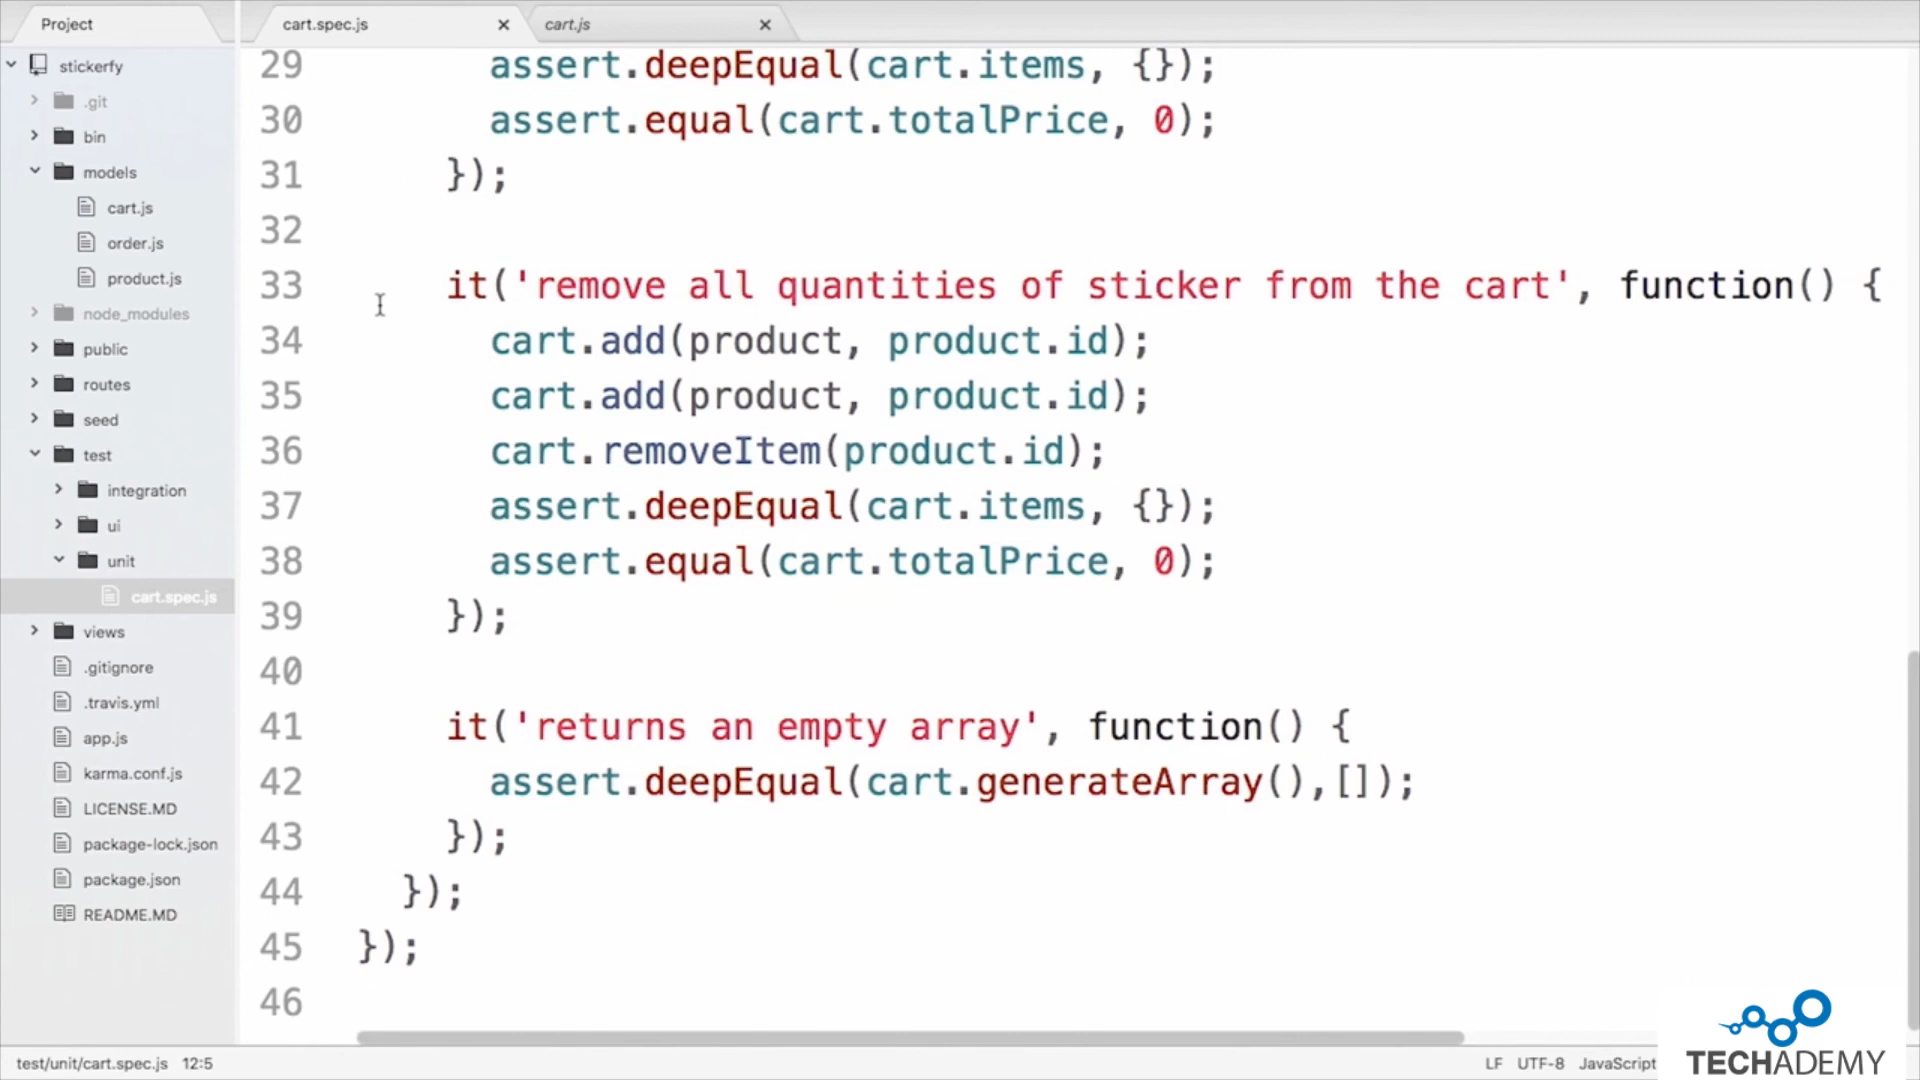 Project
cart.spec.js
cart.js
stickerfy
.git
bin
models
cart.js
order.js
product.js
node_modules
public
routes
seed
test
integration
ui
unit
cart.spec.js
views
.gitignore
.travis.yml
app.js
karma.conf.js
LICENSE.MD
package-lock.json
package.json
README.MD
29 assert.deepEqual(cart.items, {});
30 assert.equal(cart.totalPrice, 0);
31 });
32
33 it('remove all quantities of sticker from the cart', function() {
34 cart.add(product, product.id);
35 cart.add(product, product.id);
36 cart.removeItem(product.id);
37 assert.deepEqual(cart.items, {});
38 assert.equal(cart.totalPrice, 0);
39 });
40
41 it('returns an empty array', function() {
42 assert.deepEqual(cart.generateArray(),[]);
43 });
44 });
45 });
46
test/unit/cart.spec.js 12:5
LF UTF-8 JavaScript
TECHADEMY